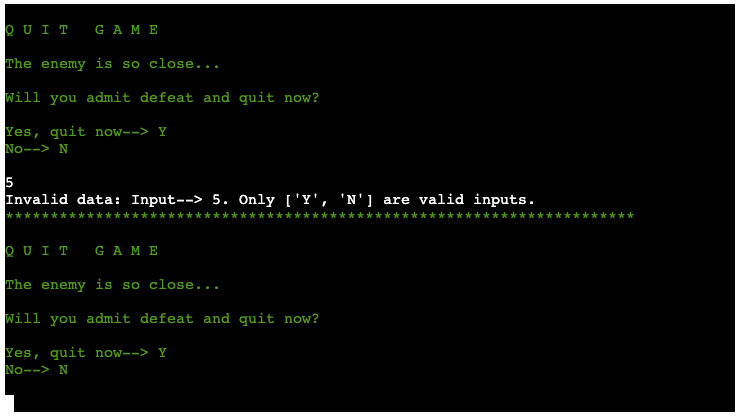 Q U I T   G A M E
The enemy is so close...
Will you admit defeat and quit now?
Yes, quit now--> Y
No--> N
5
Invalid data: Input--> 5. Only ['Y', 'N'] are valid inputs.
**********************************************************************
Q U I T   G A M E
The enemy is so close...
Will you admit defeat and quit now?
Yes, quit now--> Y
No--> N